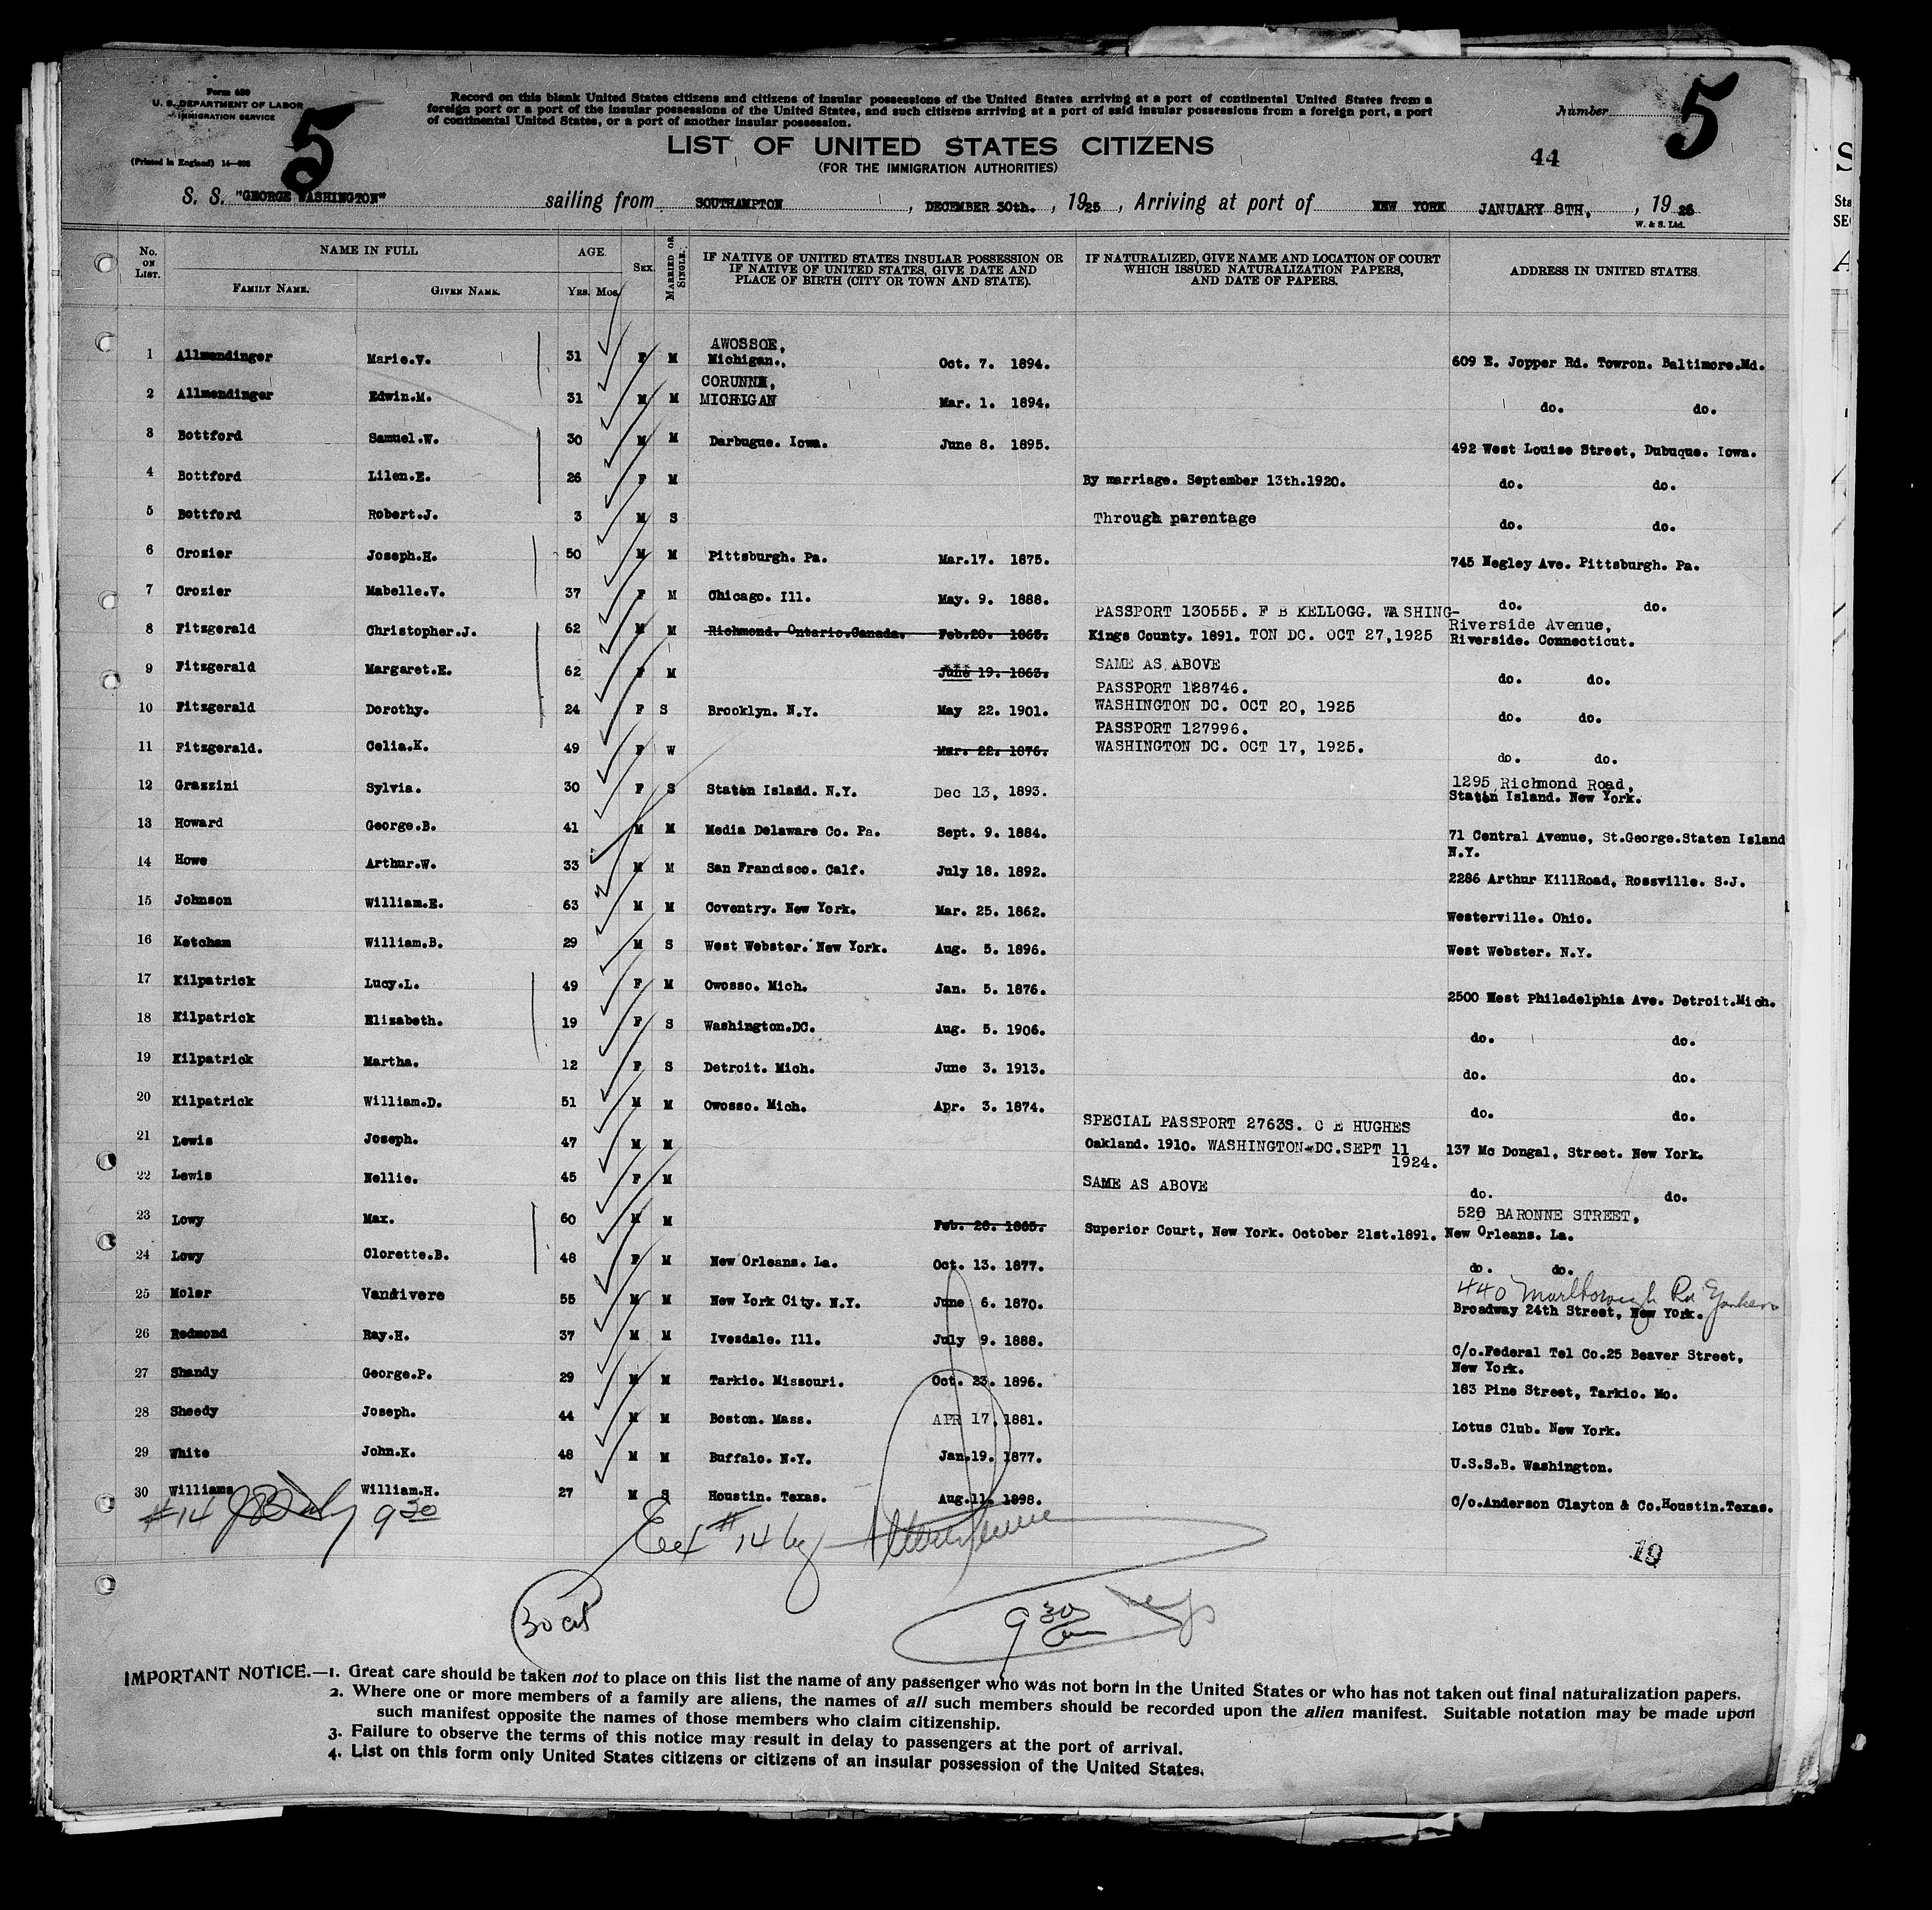 Form 630
U. S. DEPARTMENT OF LABOR
IMMIGRATION SERVICE
(Printed in England) 14—608
5
Record on this blank United States citizens and citizens of insular possessions of the United States arriving at a port of continental United States from a
foreign port or a port of the insular possessions of the United States, and such citizens arriving at a port of said insular possessions from a foreign port, a port
of continental United States, or a port of another insular possession.
Number 5
LIST OF UNITED STATES CITIZENS
(FOR THE IMMIGRATION AUTHORITIES)
44
S. S. "GEORGE WASHINGTON" sailing from SOUTHAMPTON, DECEMBER 30th., 1925, Arriving at port of NEW YORK JANUARY 8TH, , 1926
W. & S. Ltd.
No. ON LIST. NAME IN FULL FAMILY NAME. GIVEN NAME. AGE. YRS. MOS. SEX. MARRIED OR SINGLE. IF NATIVE OF UNITED STATES INSULAR POSSESSION OR IF NATIVE OF UNITED STATES, GIVE DATE AND PLACE OF BIRTH (CITY OR TOWN AND STATE). IF NATURALIZED, GIVE NAME AND LOCATION OF COURT WHICH ISSUED NATURALIZATION PAPERS, AND DATE OF PAPERS. ADDRESS IN UNITED STATES.
1 Allmendinger Marie.V. 31 F M AWOSSOE, Michigan., Oct. 7. 1894. 609 E. Jopper Rd. Towron. Baltimore.Md.
2 Allmendinger Edwin.M. 31 M M CORUNNA, MICHIGAN Mar. 1. 1894. do. do.
3 Bottford Samuel.W. 30 M M Darbugue. Iowa. June 8. 1895. 492 West Louise Street, Dubuque. Iowa.
4 Bottford Lilen.E. 26 F M By marriage. September 13th.1920. do. do.
5 Bottford Robert.J. 3 M S Through parentage do. do.
6 Crozier Joseph.H. 50 M M Pittsburgh. Pa. Mar.17. 1875. 745 Negley Ave. Pittsburgh. Pa.
7 Crozier Mabelle.V. 37 F M Chicago. Ill. May. 9. 1888. do. do.
PASSPORT 130555. F B KELLOGG. WASHING-
8 Fitzgerald Christopher.J. 62 M M Richmond. Ontario.Canada. Feb.20. 1863. Kings County. 1891. TON DC. OCT 27,1925 Riverside Avenue, Riverside. Connecticut.
9 Fitzgerald Margaret.E. 62 F M June 19. 1863. SAME AS ABOVE do. do.
PASSPORT 128746.
10 Fitzgerald Dorothy. 24 F S Brooklyn. N.Y. May 22. 1901. WASHINGTON DC. OCT 20, 1925 do. do.
PASSPORT 127996.
11 Fitzgerald. Celia.K. 49 F W Mar. 22. 1876. WASHINGTON DC. OCT 17, 1925. do. do.
12 Grazzini Sylvia. 30 F S Staten Island. N.Y. Dec 13, 1893. 1295 Richmond Road, Staten Island. New York.
13 Howard George.B. 41 M M Media Delaware Co. Pa. Sept. 9. 1884. 71 Central Avenue, St.George.Staten Island N.Y.
14 Howe Arthur.W. 33 M M San Francisco. Calf. July 18. 1892. 2286 Arthur KillRoad, Rossville. S.J.
15 Johnson William.E. 63 M M Coventry. New York. Mar. 25. 1862. Westerville. Ohio.
16 Ketcham William.B. 29 M S West Webster. New York. Aug. 5. 1896. West Webster. N.Y.
17 Kilpatrick Lucy.L. 49 F M Owosso. Mich. Jan. 5. 1876. 2500 West Philadelphia Ave. Detroit.Mich.
18 Kilpatrick Elizabeth. 19 F S Washington.DC. Aug. 5. 1906. do. do.
19 Kilpatrick Martha. 12 F S Detroit. Mich. June 3. 1913. do. do.
20 Kilpatrick William.D. 51 M M Owosso. Mich. Apr. 3. 1874. do. do.
SPECIAL PASSPORT 2763S. C E HUGHES
21 Lewis Joseph. 47 M M Oakland. 1910. WASHINGTON DC.SEPT 11 1924. 137 Mc Dongal, Street. New York.
22 Lewis Nellie. 45 F M SAME AS ABOVE do. do.
23 Lowy Max. 60 M M Feb. 28. 1865. Superior Court, New York. October 21st.1891. 520 BARONNE STREET, New Orleans. La.
24 Lowy Clorette.B. 48 F M New Orleans. La. Oct. 13. 1877. do. do.
440 Marlborough Rd Yonkers
25 Moler Vandivere 55 M M New York City. N.Y. June 6. 1870. Broadway 24th Street, New York.
26 Redmond Ray.H. 37 M M Ivesdale. Ill. July 9. 1888. C/o.Federal Tel Co.25 Beaver Street, New York.
27 Shandy George.P. 29 M M Tarkio. Missouri. Oct. 23. 1896. 183 Pine Street, Tarkio. Mo.
28 Sheedy Joseph. 44 M M Boston. Mass. APR 17. 1881. Lotus Club. New York.
29 White John.K. 48 M M Buffalo. N.Y. Jan.19. 1877. U.S.S.B. Washington.
30 Williams William.H. 27 M S Houstin. Texas. Aug.11. 1898. C/o.Anderson Clayton & Co.Houstin.Texas.
#14 9 30
#14 by
19
30
9 30
IMPORTANT NOTICE.—1. Great care should be taken not to place on this list the name of any passenger who was not born in the United States or who has not taken out final naturalization papers.
2. Where one or more members of a family are aliens, the names of all such members should be recorded upon the alien manifest. Suitable notation may be made upon
such manifest opposite the names of those members who claim citizenship.
3. Failure to observe the terms of this notice may result in delay to passengers at the port of arrival.
4. List on this form only United States citizens or citizens of an insular possession of the United States.